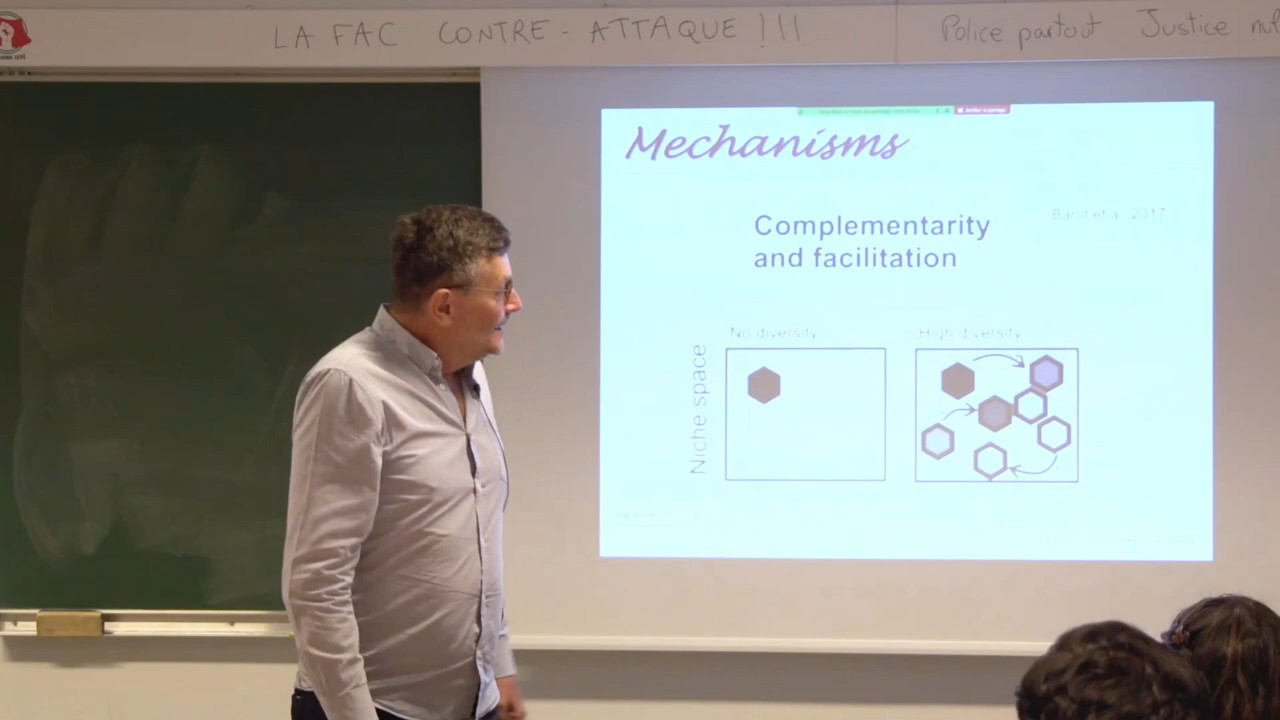 LA FAC CONTRE-ATTAQUE !!!
Police partout Justice
Mechanisms
Barot et al. 2017
Complementarity
and facilitation
No diversity
High diversity
Niche space